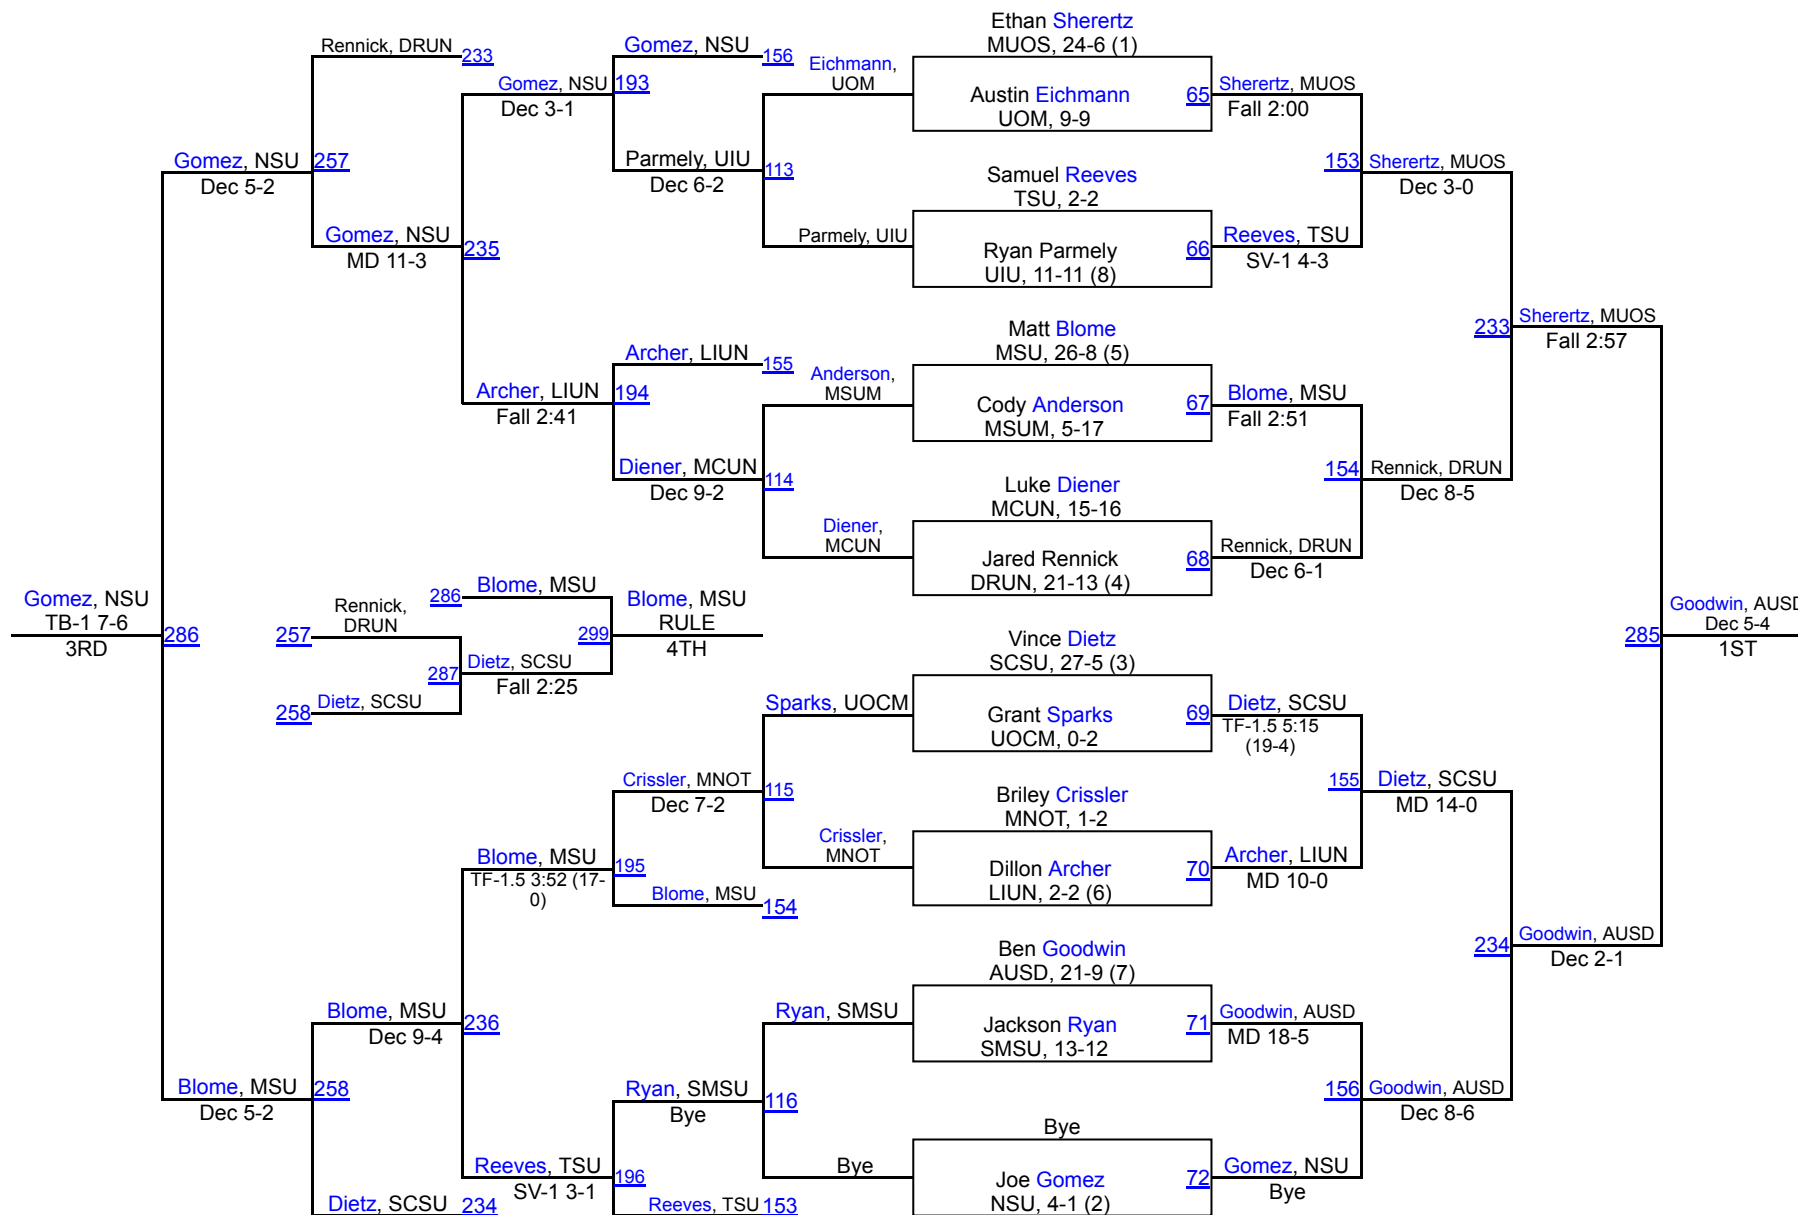 Ethan Sherertz
MUOS, 24-6 (1)
Rennick, DRUN
233
Gomez, NSU
156
Eichmann,
UOM
Gomez, NSU
193
Dec 3-1
Austin Eichmann
UOM, 9-9
65
Sherertz, MUOS
Fall 2:00
Gomez, NSU
257
Dec 5-2
Parmely, UIU
Dec 6-2
113
Samuel Reeves
TSU, 2-2
153
Sherertz, MUOS
Dec 3-0
Gomez, NSU
MD 11-3
235
Parmely, UIU
Ryan Parmely
UIU, 11-11 (8)
66
Reeves, TSU
SV-1 4-3
Matt Blome
MSU, 26-8 (5)
233
Sherertz, MUOS
Fall 2:57
Archer, LIUN
155
Anderson,
MSUM
Archer, LIUN
194
Fall 2:41
Cody Anderson
MSUM, 5-17
67
Blome, MSU
Fall 2:51
Diener, MCUN
Dec 9-2
114
Luke Diener
MCUN, 15-16
154
Rennick, DRUN
Dec 8-5
Diener,
MCUN
Jared Rennick
DRUN, 21-13 (4)
68
Rennick, DRUN
Dec 6-1
Gomez, NSU
TB-1 7-6
3RD
286
286
Blome, MSU
Rennick,
DRUN
257
Blome, MSU
RULE
4TH
299
287
Dietz, SCSU
Fall 2:25
258
Dietz, SCSU
Vince Dietz
SCSU, 27-5 (3)
285
Goodwin, AUSD
Dec 5-4
1ST
Sparks, UOCM
Grant Sparks
UOCM, 0-2
69
Dietz, SCSU
TF-1.5 5:15
(19-4)
Crissler, MNOT
Dec 7-2
115
Briley Crissler
MNOT, 1-2
155
Dietz, SCSU
MD 14-0
Crissler,
MNOT
Blome, MSU
TF-1.5 3:52 (17-
0)
195
Dillon Archer
LIUN, 2-2 (6)
70
Archer, LIUN
MD 10-0
Blome, MSU
154
Ben Goodwin
AUSD, 21-9 (7)
234
Goodwin, AUSD
Dec 2-1
Blome, MSU
Dec 9-4
236
Ryan, SMSU
Jackson Ryan
SMSU, 13-12
71
Goodwin, AUSD
MD 18-5
Blome, MSU
Dec 5-2
258
Ryan, SMSU
Bye
116
Bye
156
Goodwin, AUSD
Dec 8-6
Reeves, TSU
SV-1 3-1
196
Bye
Joe Gomez
NSU, 4-1 (2)
72
Gomez, NSU
Bye
Dietz, SCSU
234
Reeves, TSU
153